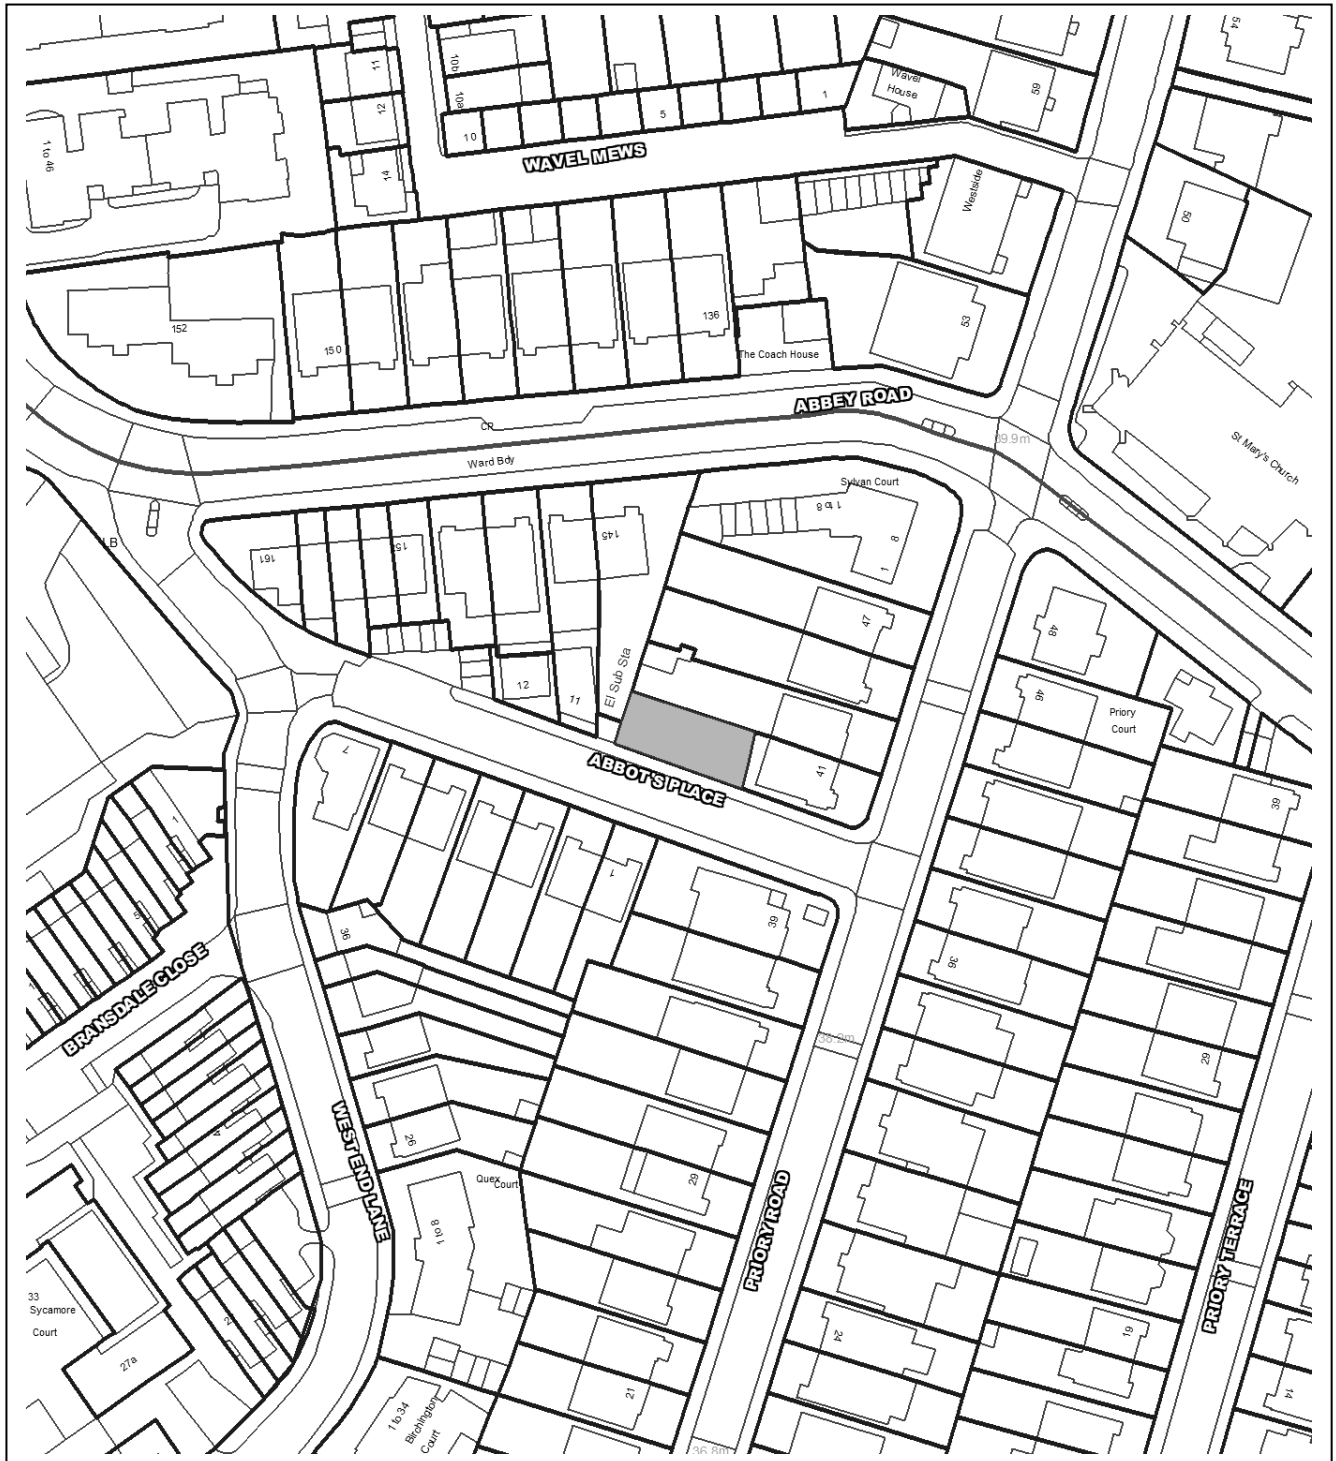 54
11
10b
12
10a
10
5
1
Wavel
House
59
1 to 46
14
WAVEL MEWS
Westside
50
152
150
136
The Coach House
53
ABBEY ROAD
CR
Ward Bdy
39.9m
St Mary's Church
Sylvan Court
1 to 8
8
1
LB
161
145
47
48
El Sub Sta
12
11
46
Priory
Court
7
ABBOT'S PLACE
41
39
1
1
39
36
36
BRANSDALE CLOSE
38.2m
29
4
26
WEST END LANE
Quex
Court
29
1 to 8
PRIORY ROAD
PRIORY TERRACE
33
Sycamore
Court
27a
24
19
21
14
1 to 34
Birchington
Court
36.8m